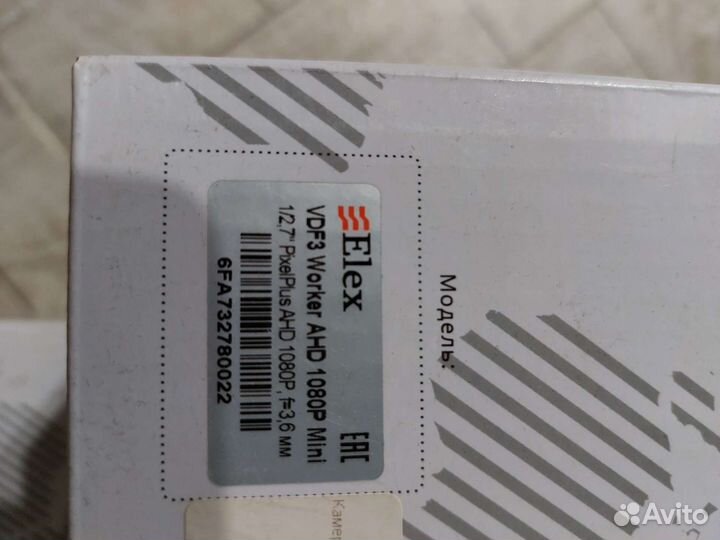 Модель:
Elex
EAC
VDF3 Worker AHD 1080P Mini
1/2,7" PixelPlus AHD 1080P, f=3,6 мм
6FA732780022
Avito